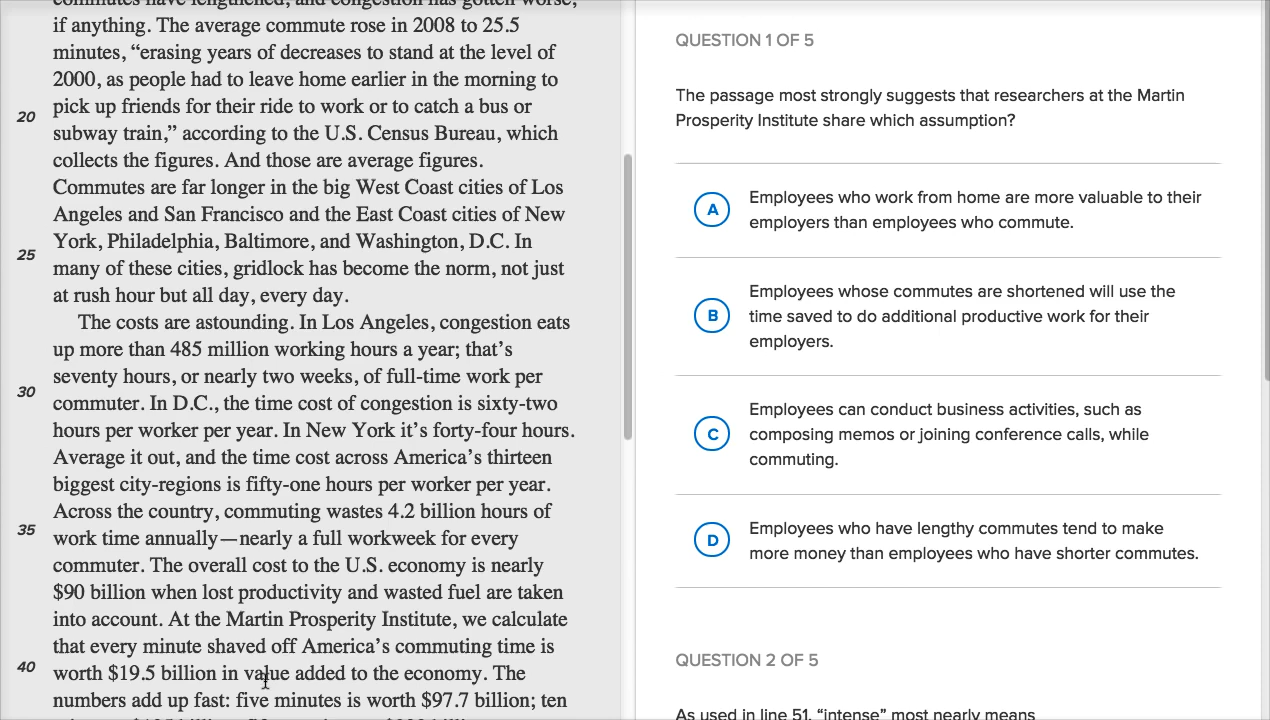 commutes have lengthened, and congestion has gotten worse,
if anything. The average commute rose in 2008 to 25.5
minutes, “erasing years of decreases to stand at the level of
2000, as people had to leave home earlier in the morning to
20 pick up friends for their ride to work or to catch a bus or
subway train,” according to the U.S. Census Bureau, which
collects the figures. And those are average figures.
Commutes are far longer in the big West Coast cities of Los
Angeles and San Francisco and the East Coast cities of New
25 York, Philadelphia, Baltimore, and Washington, D.C. In
many of these cities, gridlock has become the norm, not just
at rush hour but all day, every day.
The costs are astounding. In Los Angeles, congestion eats
up more than 485 million working hours a year; that’s
30 seventy hours, or nearly two weeks, of full-time work per
commuter. In D.C., the time cost of congestion is sixty-two
hours per worker per year. In New York it’s forty-four hours.
Average it out, and the time cost across America’s thirteen
biggest city-regions is fifty-one hours per worker per year.
Across the country, commuting wastes 4.2 billion hours of
35 work time annually—nearly a full workweek for every
commuter. The overall cost to the U.S. economy is nearly
$90 billion when lost productivity and wasted fuel are taken
into account. At the Martin Prosperity Institute, we calculate
that every minute shaved off America’s commuting time is
40 worth $19.5 billion in value added to the economy. The
numbers add up fast: five minutes is worth $97.7 billion; ten
QUESTION 1 OF 5
The passage most strongly suggests that researchers at the Martin
Prosperity Institute share which assumption?
A Employees who work from home are more valuable to their
employers than employees who commute.
B Employees whose commutes are shortened will use the
time saved to do additional productive work for their
employers.
C Employees can conduct business activities, such as
composing memos or joining conference calls, while
commuting.
D Employees who have lengthy commutes tend to make
more money than employees who have shorter commutes.
QUESTION 2 OF 5
As used in line 51, “intense” most nearly means